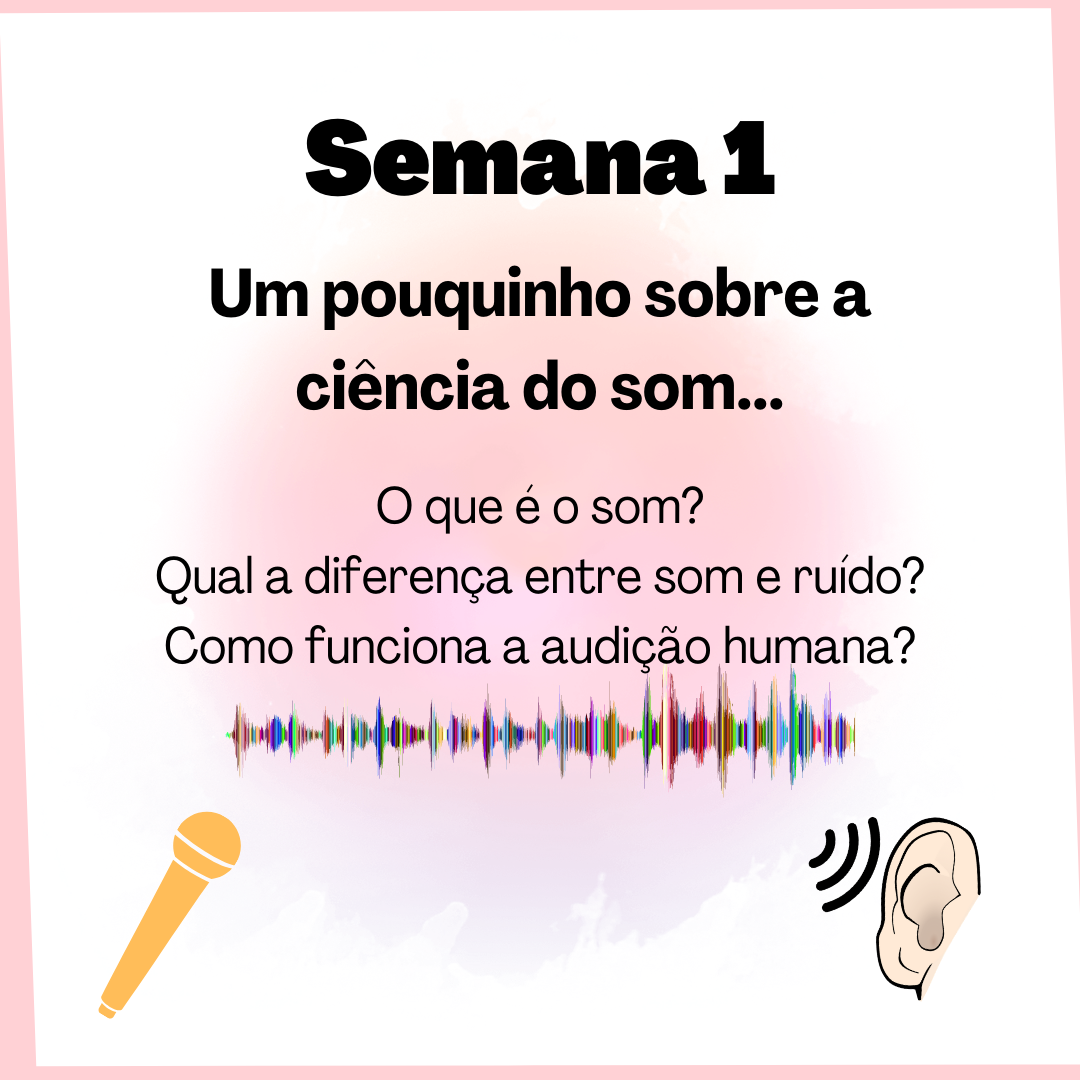 Semana 1
Um pouquinho sobre a
ciência do som...
O que é o som?
Qual a diferença entre som e ruído?
Como funciona a audição humana?